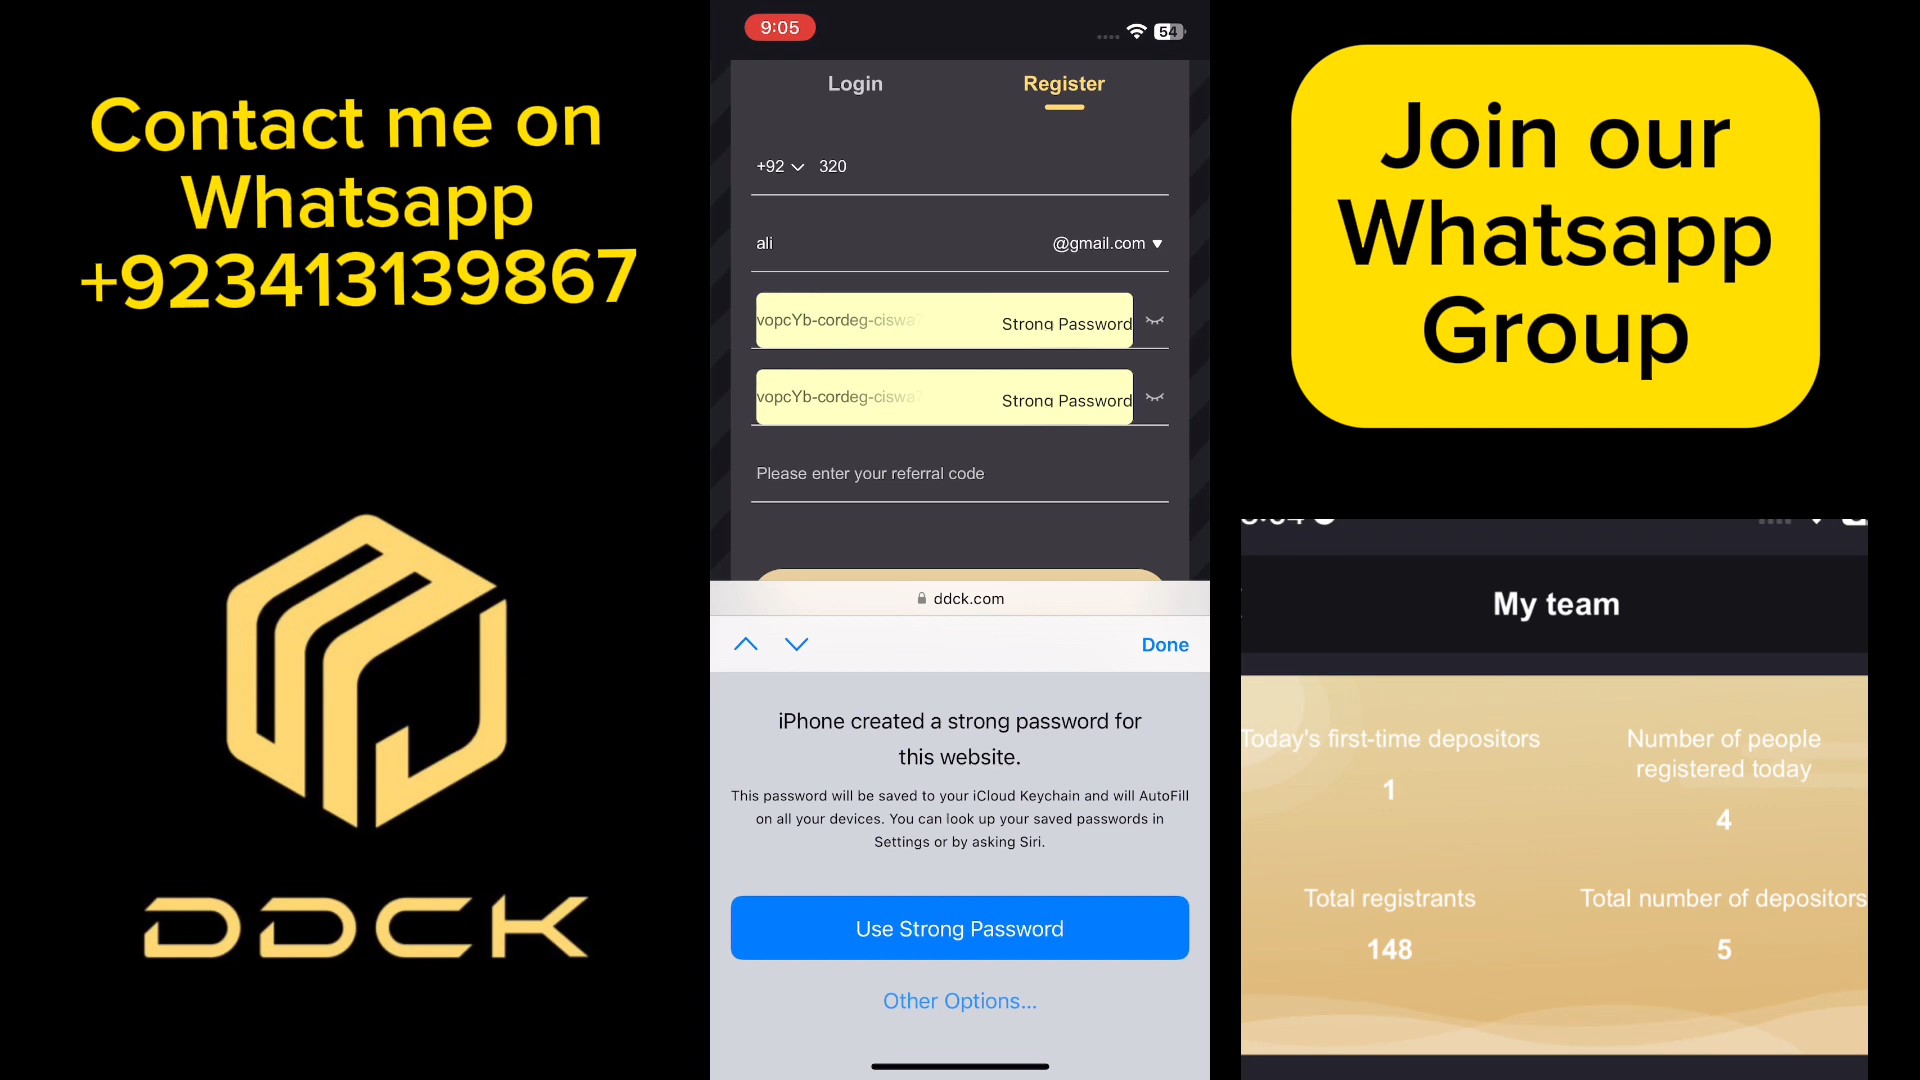 Contact me on
Whatsapp
+923413139867
DDCK
9:05
54
Login Register
+92 320
ali @gmail.com
vopcYb-cordeg-ciswa Strong Password
vopcYb-cordeg-ciswa Strong Password
Please enter your referral code
ddck.com
Done
iPhone created a strong password for
this website.
This password will be saved to your iCloud Keychain and will AutoFill
on all your devices. You can look up your saved passwords in
Settings or by asking Siri.
Use Strong Password
Other Options...
Join our
Whatsapp
Group
My team
Today's first-time depositors
1
Number of people
registered today
4
Total registrants
148
Total number of depositors
5